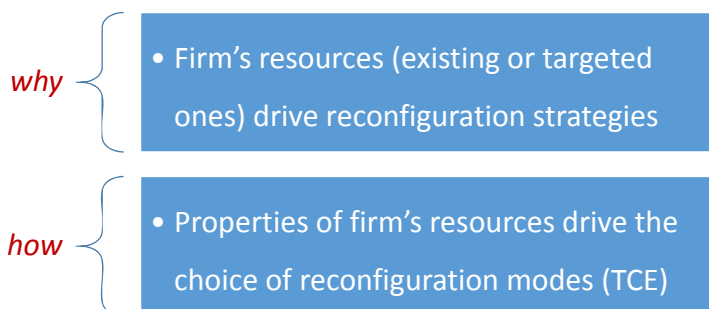 why
• Firm’s resources (existing or targeted
ones) drive reconfiguration strategies
how
• Properties of firm’s resources drive the
choice of reconfiguration modes (TCE)